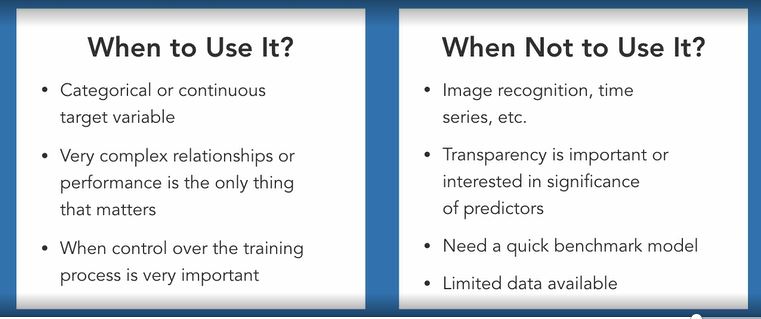 When to Use It?
• Categorical or continuous
target variable
• Very complex relationships or
performance is the only thing
that matters
• When control over the training
process is very important
When Not to Use It?
• Image recognition, time
series, etc.
• Transparency is important or
interested in significance
of predictors
• Need a quick benchmark model
• Limited data available